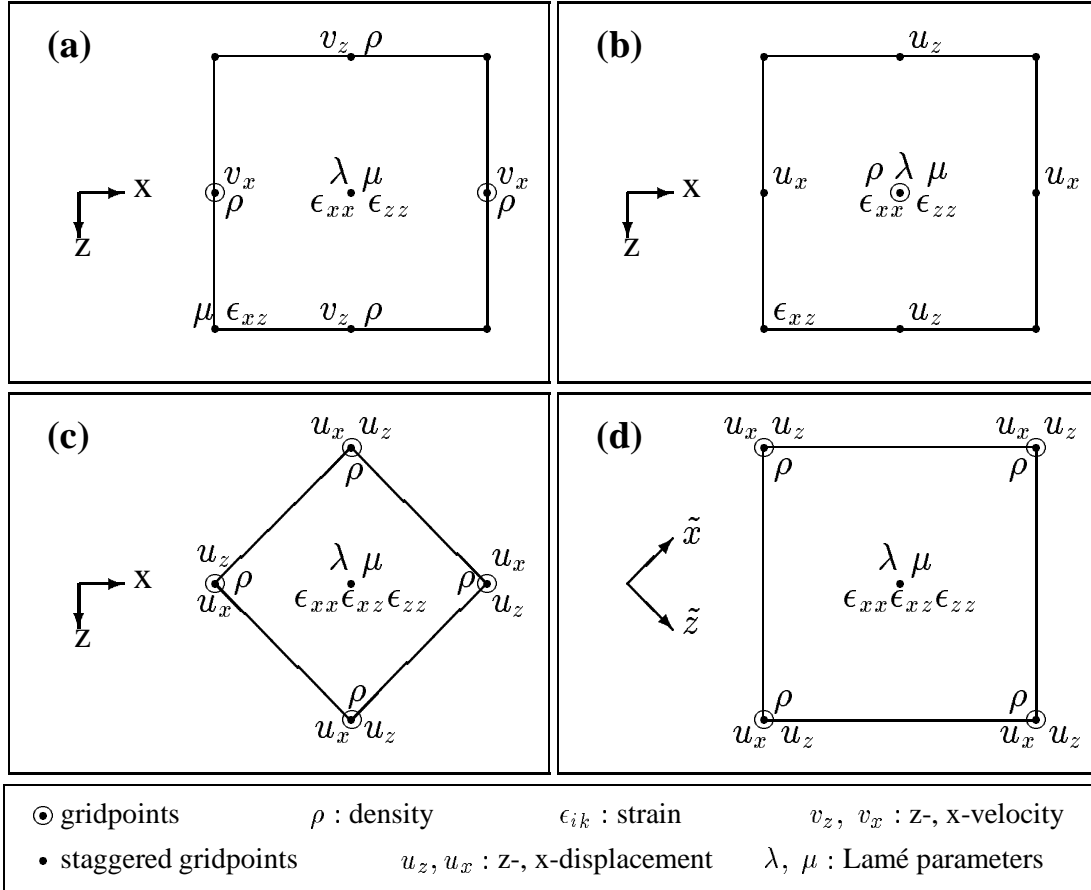 (a)
v_z ρ
λ μ
v_x
v_x
x
ρ
ϵ_xx ϵ_zz
ρ
z
μ ϵ_xz
v_z ρ
(b)
u_z
ρ λ μ
u_x
u_x
x
ϵ_xx ϵ_zz
z
ϵ_xz
u_z
(c)
u_x u_z
ρ
u_z
λ μ
u_x
x
ρ
ρ
u_x
ϵ_xx ϵ_xz ϵ_zz
u_z
z
ρ
u_x u_z
(d)
u_x u_z
u_x u_z
ρ
ρ
x̃
λ μ
ϵ_xx ϵ_xz ϵ_zz
z̃
ρ
ρ
u_x u_z
u_x u_z
gridpoints ρ : density ϵ_ik : strain v_z, v_x : z-, x-velocity
staggered gridpoints u_z, u_x : z-, x-displacement λ, μ : Lamé parameters